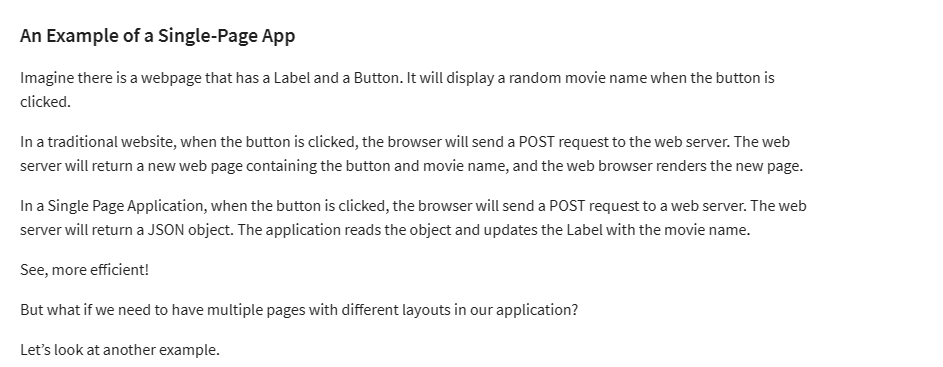 An Example of a Single-Page App
Imagine there is a webpage that has a Label and a Button. It will display a random movie name when the button is
clicked.
In a traditional website, when the button is clicked, the browser will send a POST request to the web server. The web
server will return a new web page containing the button and movie name, and the web browser renders the new page.
In a Single Page Application, when the button is clicked, the browser will send a POST request to a web server. The web
server will return a JSON object. The application reads the object and updates the Label with the movie name.
See, more efficient!
But what if we need to have multiple pages with different layouts in our application?
Let’s look at another example.